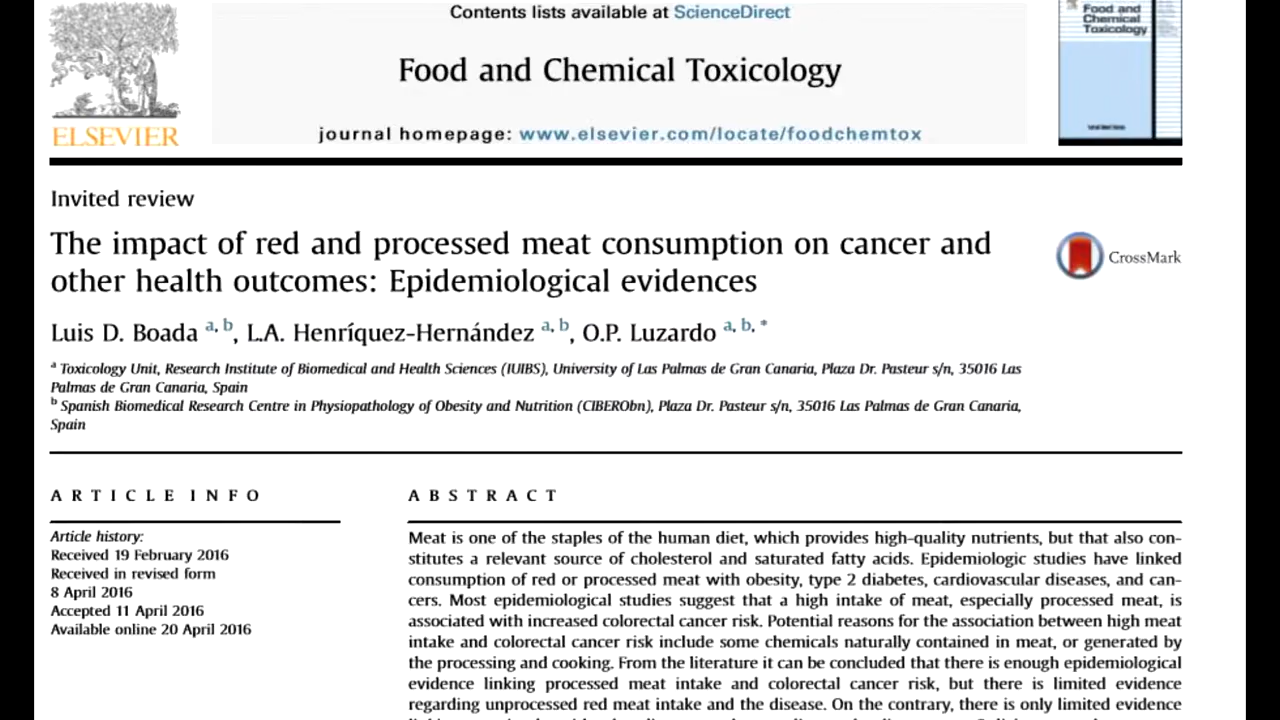 Contents lists available at ScienceDirect
Food and Chemical Toxicology
journal homepage: www.elsevier.com/locate/foodchemtox
ELSEVIER
Food and
Chemical
Toxicology
Invited review
The impact of red and processed meat consumption on cancer and
other health outcomes: Epidemiological evidences
CrossMark
Luis D. Boada a, b, L.A. Henríquez-Hernández a, b, O.P. Luzardo a, b, *
a Toxicology Unit, Research Institute of Biomedical and Health Sciences (IUIBS), University of Las Palmas de Gran Canaria, Plaza Dr. Pasteur s/n, 35016 Las
Palmas de Gran Canaria, Spain
b Spanish Biomedical Research Centre in Physiopathology of Obesity and Nutrition (CIBERObn), Plaza Dr. Pasteur s/n, 35016 Las Palmas de Gran Canaria,
Spain
ARTICLE INFO
Article history:
Received 19 February 2016
Received in revised form
8 April 2016
Accepted 11 April 2016
Available online 20 April 2016
ABSTRACT
Meat is one of the staples of the human diet, which provides high-quality nutrients, but that also con-
stitutes a relevant source of cholesterol and saturated fatty acids. Epidemiologic studies have linked
consumption of red or processed meat with obesity, type 2 diabetes, cardiovascular diseases, and can-
cers. Most epidemiological studies suggest that a high intake of meat, especially processed meat, is
associated with increased colorectal cancer risk. Potential reasons for the association between high meat
intake and colorectal cancer risk include some chemicals naturally contained in meat, or generated by
the processing and cooking. From the literature it can be concluded that there is enough epidemiological
evidence linking processed meat intake and colorectal cancer risk, but there is limited evidence
regarding unprocessed red meat intake and the disease. On the contrary, there is only limited evidence